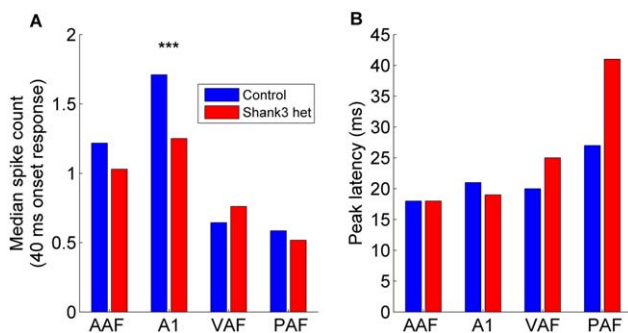 A
Median spike count
(40 ms onset response)
2
1.5
1
0.5
0
***
Control
Shank3 het
AAF A1 VAF PAF
B
Peak latency (ms)
45
40
35
30
25
20
15
10
5
0
AAF A1 VAF PAF